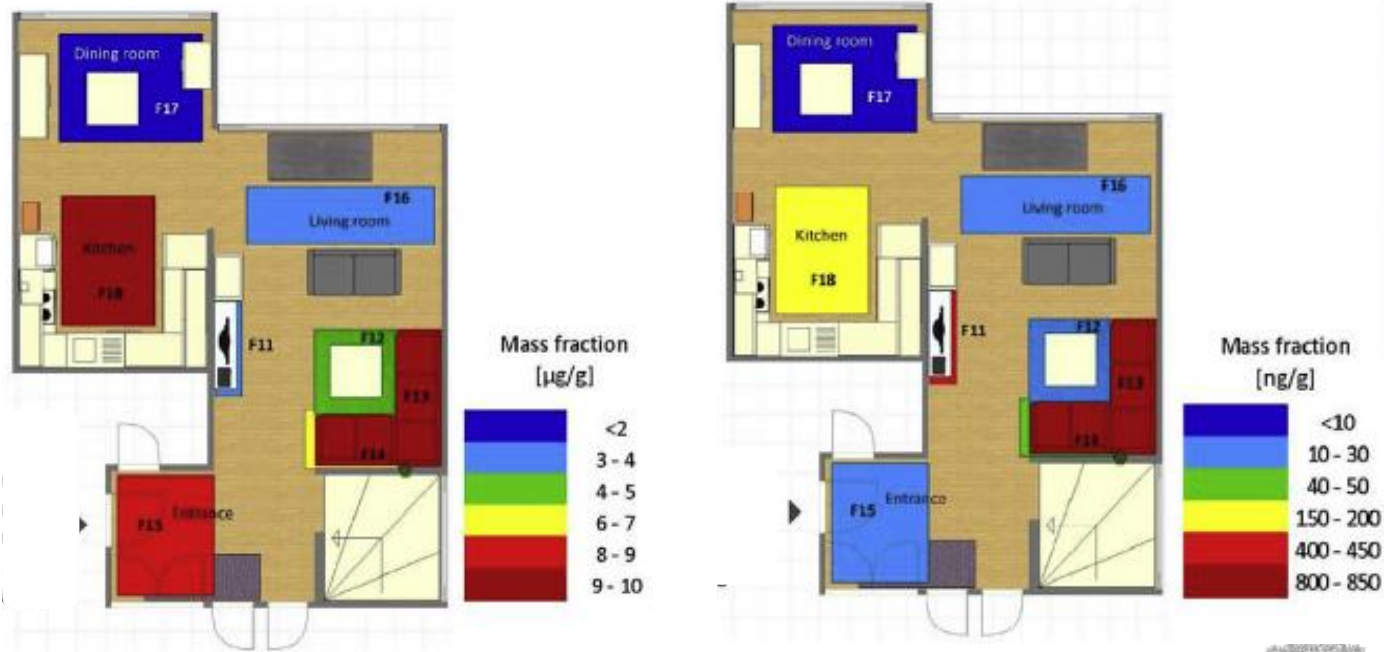 Dining room
F17
F16
Living room
Kitchen
F18
F11
F12
F13
F14
F15
Entrance
Mass fraction
[µg/g]
<2
3 - 4
4 - 5
6 - 7
8 - 9
9 - 10
Dining room
F17
F16
Living room
Kitchen
F18
F11
F12
F13
F14
F15
Entrance
Mass fraction
[ng/g]
<10
10 - 30
40 - 50
150 - 200
400 - 450
800 - 850